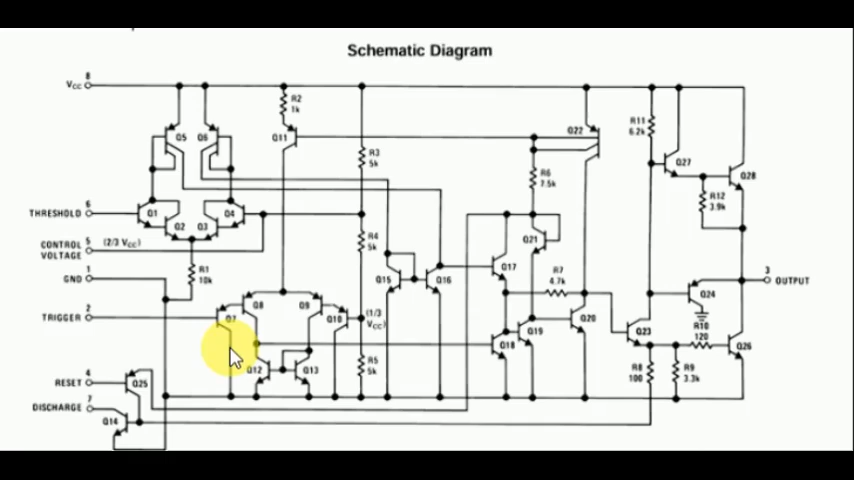 Schematic Diagram
VCC 8
R2
1k
Q5
Q6
Q11
R3
5k
Q22
R11
6.2k
Q27
Q28
R6
7.5k
R12
3.9k
THRESHOLD 6
Q1
Q2
Q3
Q4
CONTROL
VOLTAGE
5
(2/3 VCC)
R4
5k
Q21
GND 1
R1
10k
Q15
Q16
Q17
R7
4.7k
3
OUTPUT
Q24
TRIGGER 2
Q7
Q8
Q9
Q10
(1/3
VCC)
Q18
Q19
Q20
Q23
R10
120
Q26
RESET 4
Q25
Q12
Q13
R5
5k
R8
100
R9
3.3k
DISCHARGE 7
Q14